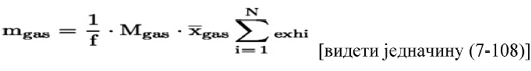 m_gas = 1/f · M_gas · x̄_gas ∑_{i=1}^{N} exhi [видети једначину (7-108)]